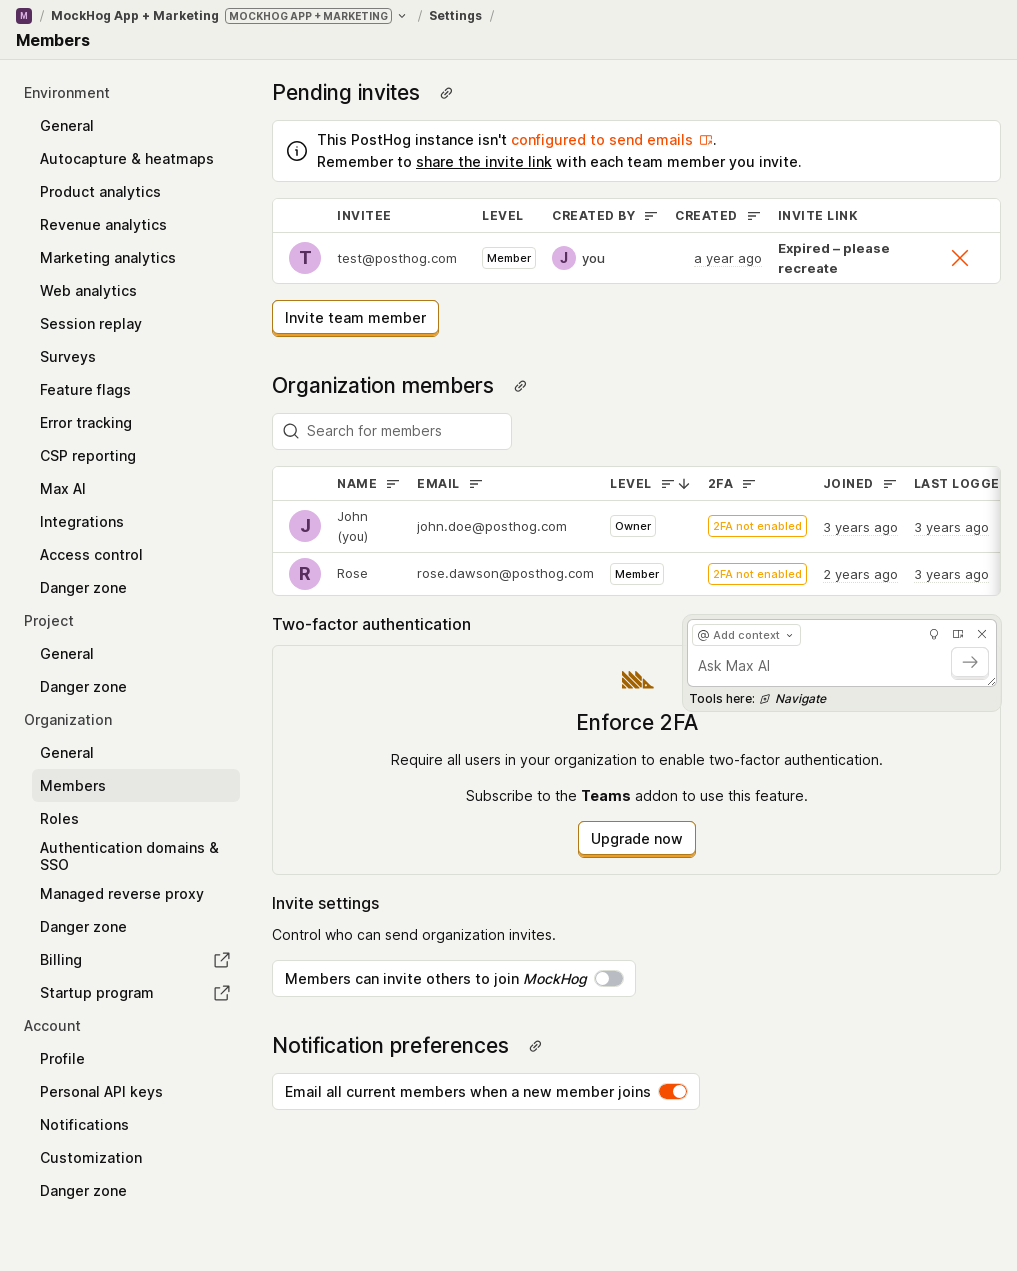 M / MockHog App + Marketing MOCKHOG APP + MARKETING / Settings /
Members
Environment
General
Autocapture & heatmaps
Product analytics
Revenue analytics
Marketing analytics
Web analytics
Session replay
Surveys
Feature flags
Error tracking
CSP reporting
Max AI
Integrations
Access control
Danger zone
Project
General
Danger zone
Organization
General
Members
Roles
Authentication domains &
SSO
Managed reverse proxy
Danger zone
Billing
Startup program
Account
Profile
Personal API keys
Notifications
Customization
Danger zone
Pending invites
This PostHog instance isn't configured to send emails.
Remember to share the invite link with each team member you invite.
INVITEE LEVEL CREATED BY CREATED INVITE LINK
T test@posthog.com Member J you a year ago Expired – please
recreate
Invite team member
Organization members
Search for members
NAME EMAIL LEVEL 2FA JOINED LAST LOGGE
J John
(you) john.doe@posthog.com Owner 2FA not enabled 3 years ago 3 years ago
R Rose rose.dawson@posthog.com Member 2FA not enabled 2 years ago 3 years ago
Two-factor authentication
@ Add context
Ask Max AI
Tools here: Navigate
Enforce 2FA
Require all users in your organization to enable two-factor authentication.
Subscribe to the Teams addon to use this feature.
Upgrade now
Invite settings
Control who can send organization invites.
Members can invite others to join MockHog
Notification preferences
Email all current members when a new member joins